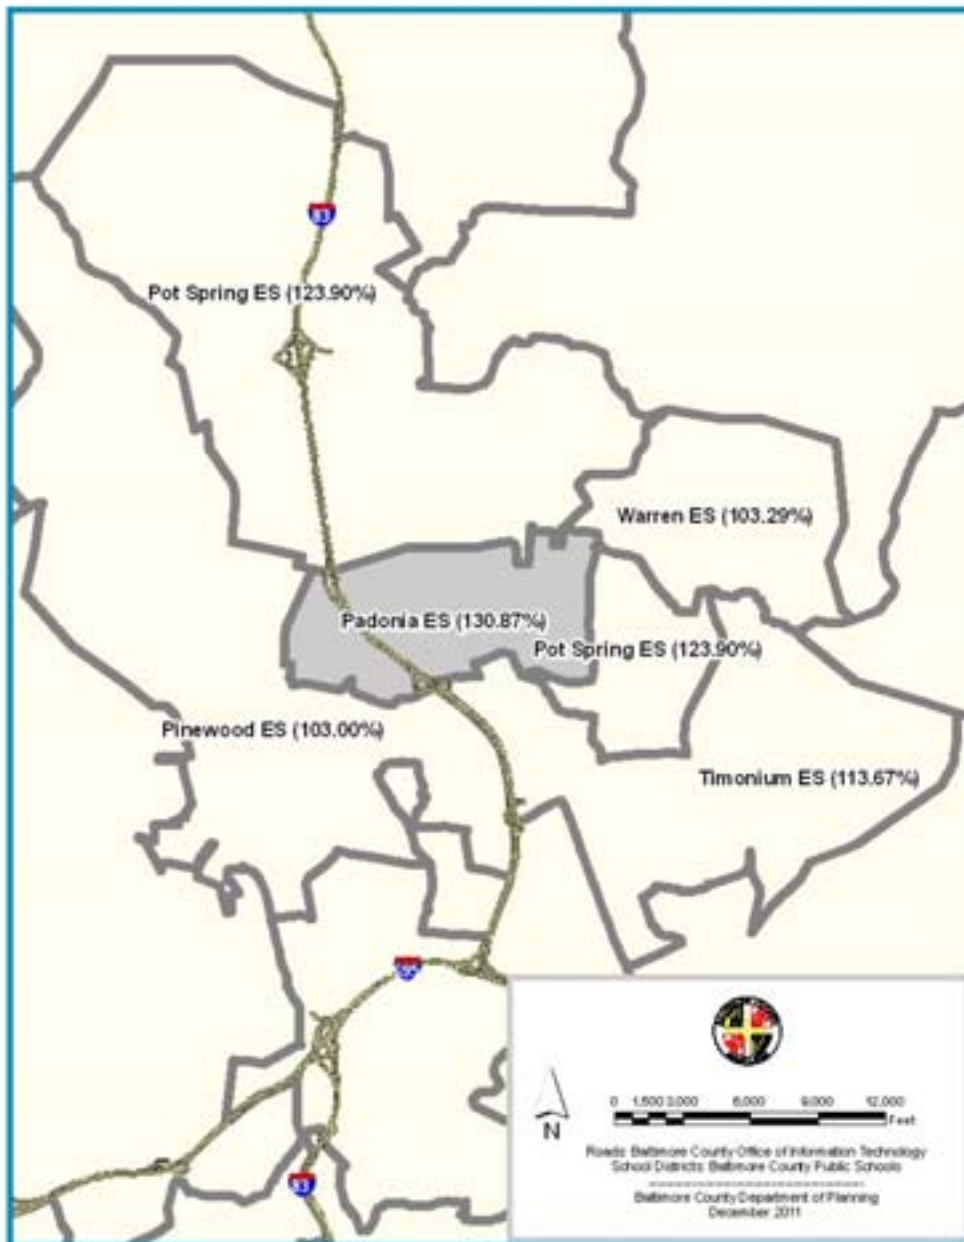 83
Pot Spring ES (123.90%)
Warren ES (103.29%)
Padonia ES (130.87%)
Pot Spring ES (123.90%)
Pinewood ES (103.00%)
Timonium ES (113.67%)
0 1,500 3,000 6,000 9,000 12,000
Feet
N
Roads: Baltimore County Office of Information Technology
School Districts: Baltimore County Public Schools
Baltimore County Department of Planning
December 2011
83